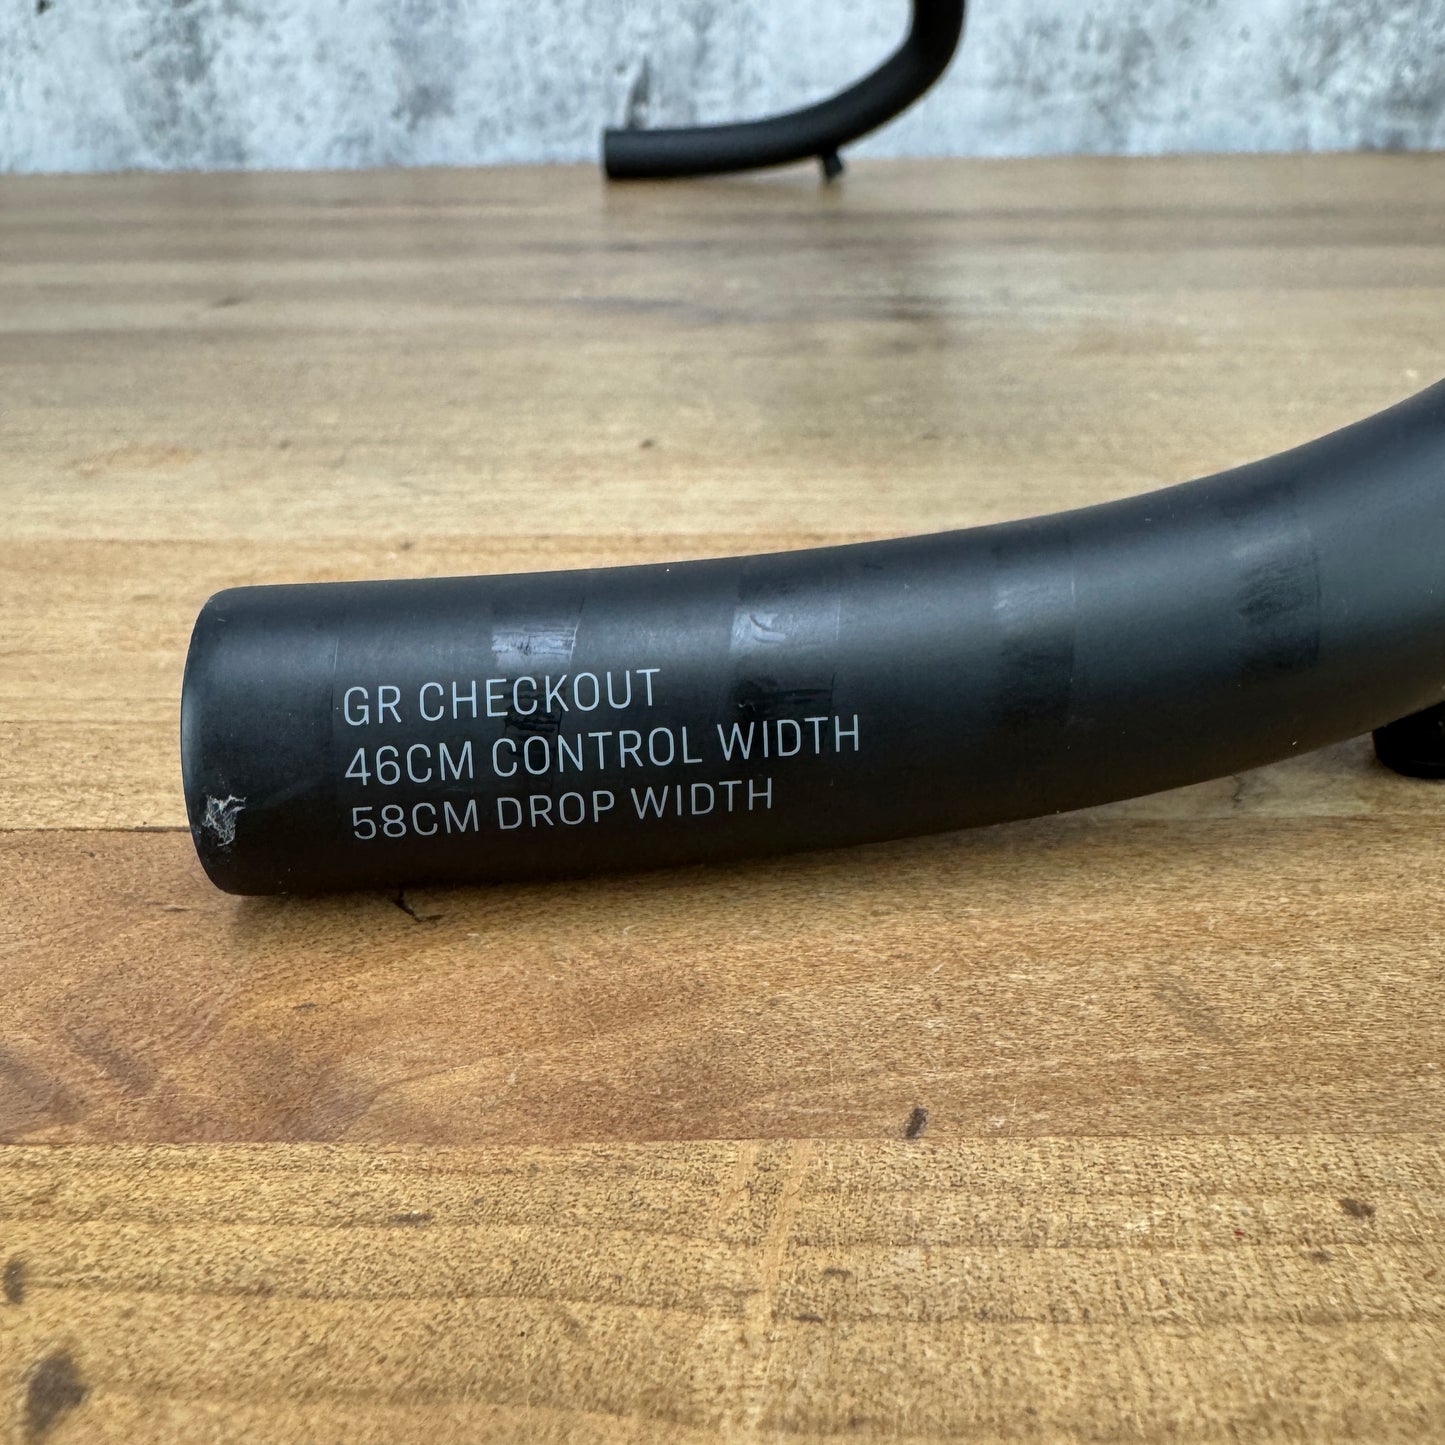 GR CHECKOUT
46CM CONTROL WIDTH
58CM DROP WIDTH